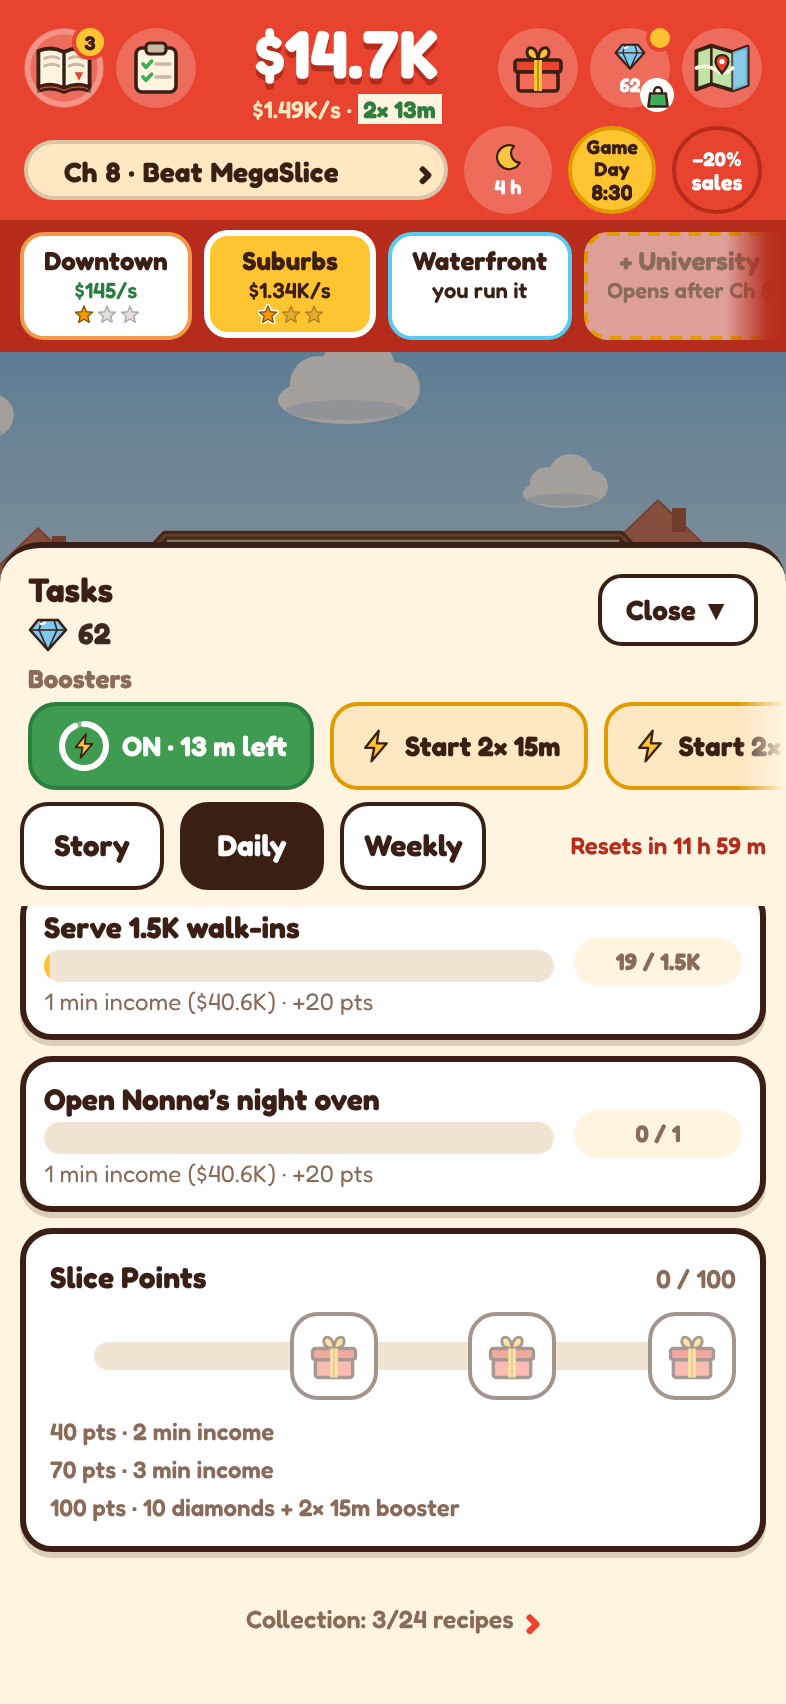 3
$14.7K
$1.49K/s · 2x 13m
62
Ch 8 · Beat MegaSlice
4 h
Game
Day
8:30
-20%
sales
Downtown
$145/s
Suburbs
$1.34K/s
Waterfront
you run it
+ University
Opens after Ch 8
Tasks
62
Close ▼
Boosters
ON · 13 m left
Start 2x 15m
Start 2x
Story
Daily
Weekly
Resets in 11 h 59 m
Serve 1.5K walk-ins
19 / 1.5K
1 min income ($40.6K) · +20 pts
Open Nonna’s night oven
0 / 1
1 min income ($40.6K) · +20 pts
Slice Points
0 / 100
40 pts · 2 min income
70 pts · 3 min income
100 pts · 10 diamonds + 2x 15m booster
Collection: 3/24 recipes